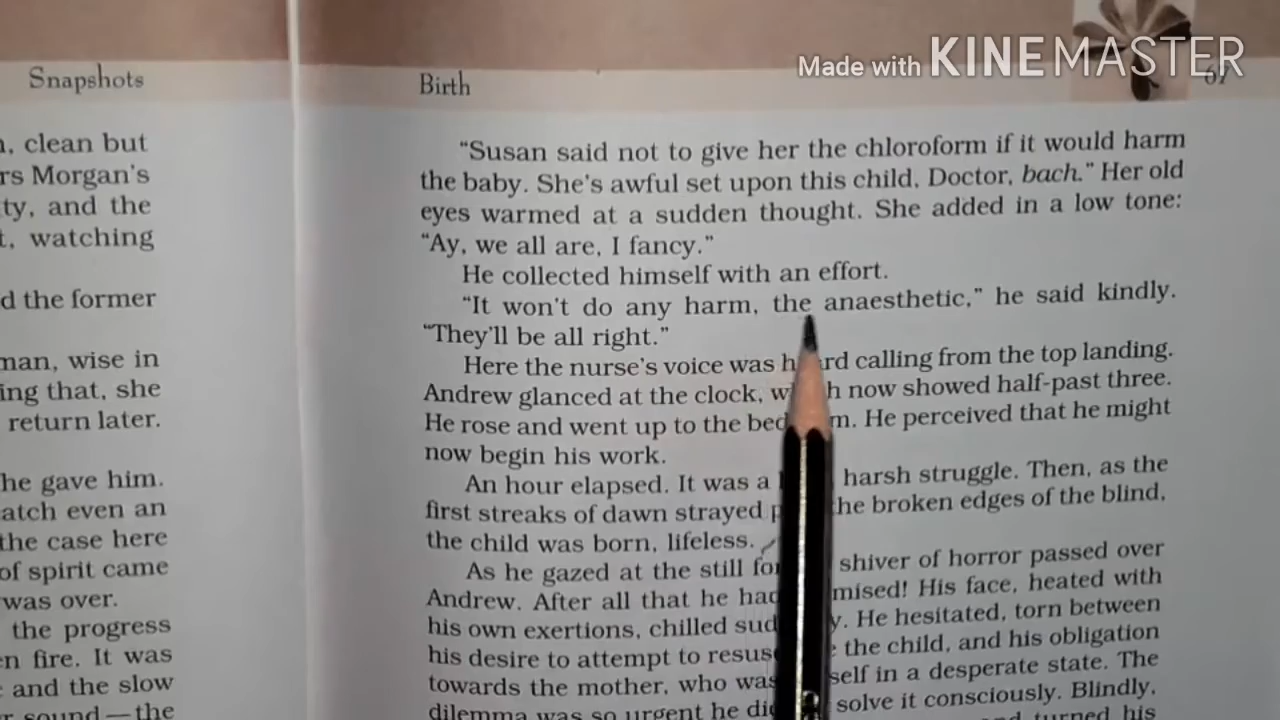 Made with KINEMASTER
Snapshots
, clean but
rs Morgan's
ty, and the
t, watching
d the former
man, wise in
ing that, she
return later.
he gave him.
atch even an
the case here
of spirit came
was over.
the progress
n fire. It was
and the slow
sound—the
Birth
67
"Susan said not to give her the chloroform if it would harm
the baby. She's awful set upon this child, Doctor, bach." Her old
eyes warmed at a sudden thought. She added in a low tone:
"Ay, we all are, I fancy."
He collected himself with an effort.
"It won't do any harm, the anaesthetic," he said kindly.
"They'll be all right."
Here the nurse's voice was h rd calling from the top landing.
Andrew glanced at the clock, w h now showed half-past three.
He rose and went up to the bed m. He perceived that he might
now begin his work.
An hour elapsed. It was a harsh struggle. Then, as the
first streaks of dawn strayed p the broken edges of the blind,
the child was born, lifeless.
As he gazed at the still fo shiver of horror passed over
Andrew. After all that he had mised! His face, heated with
his own exertions, chilled sud y. He hesitated, torn between
his desire to attempt to resus the child, and his obligation
towards the mother, who was self in a desperate state. The
dilemma was so urgent he did solve it consciously. Blindly,
turned his